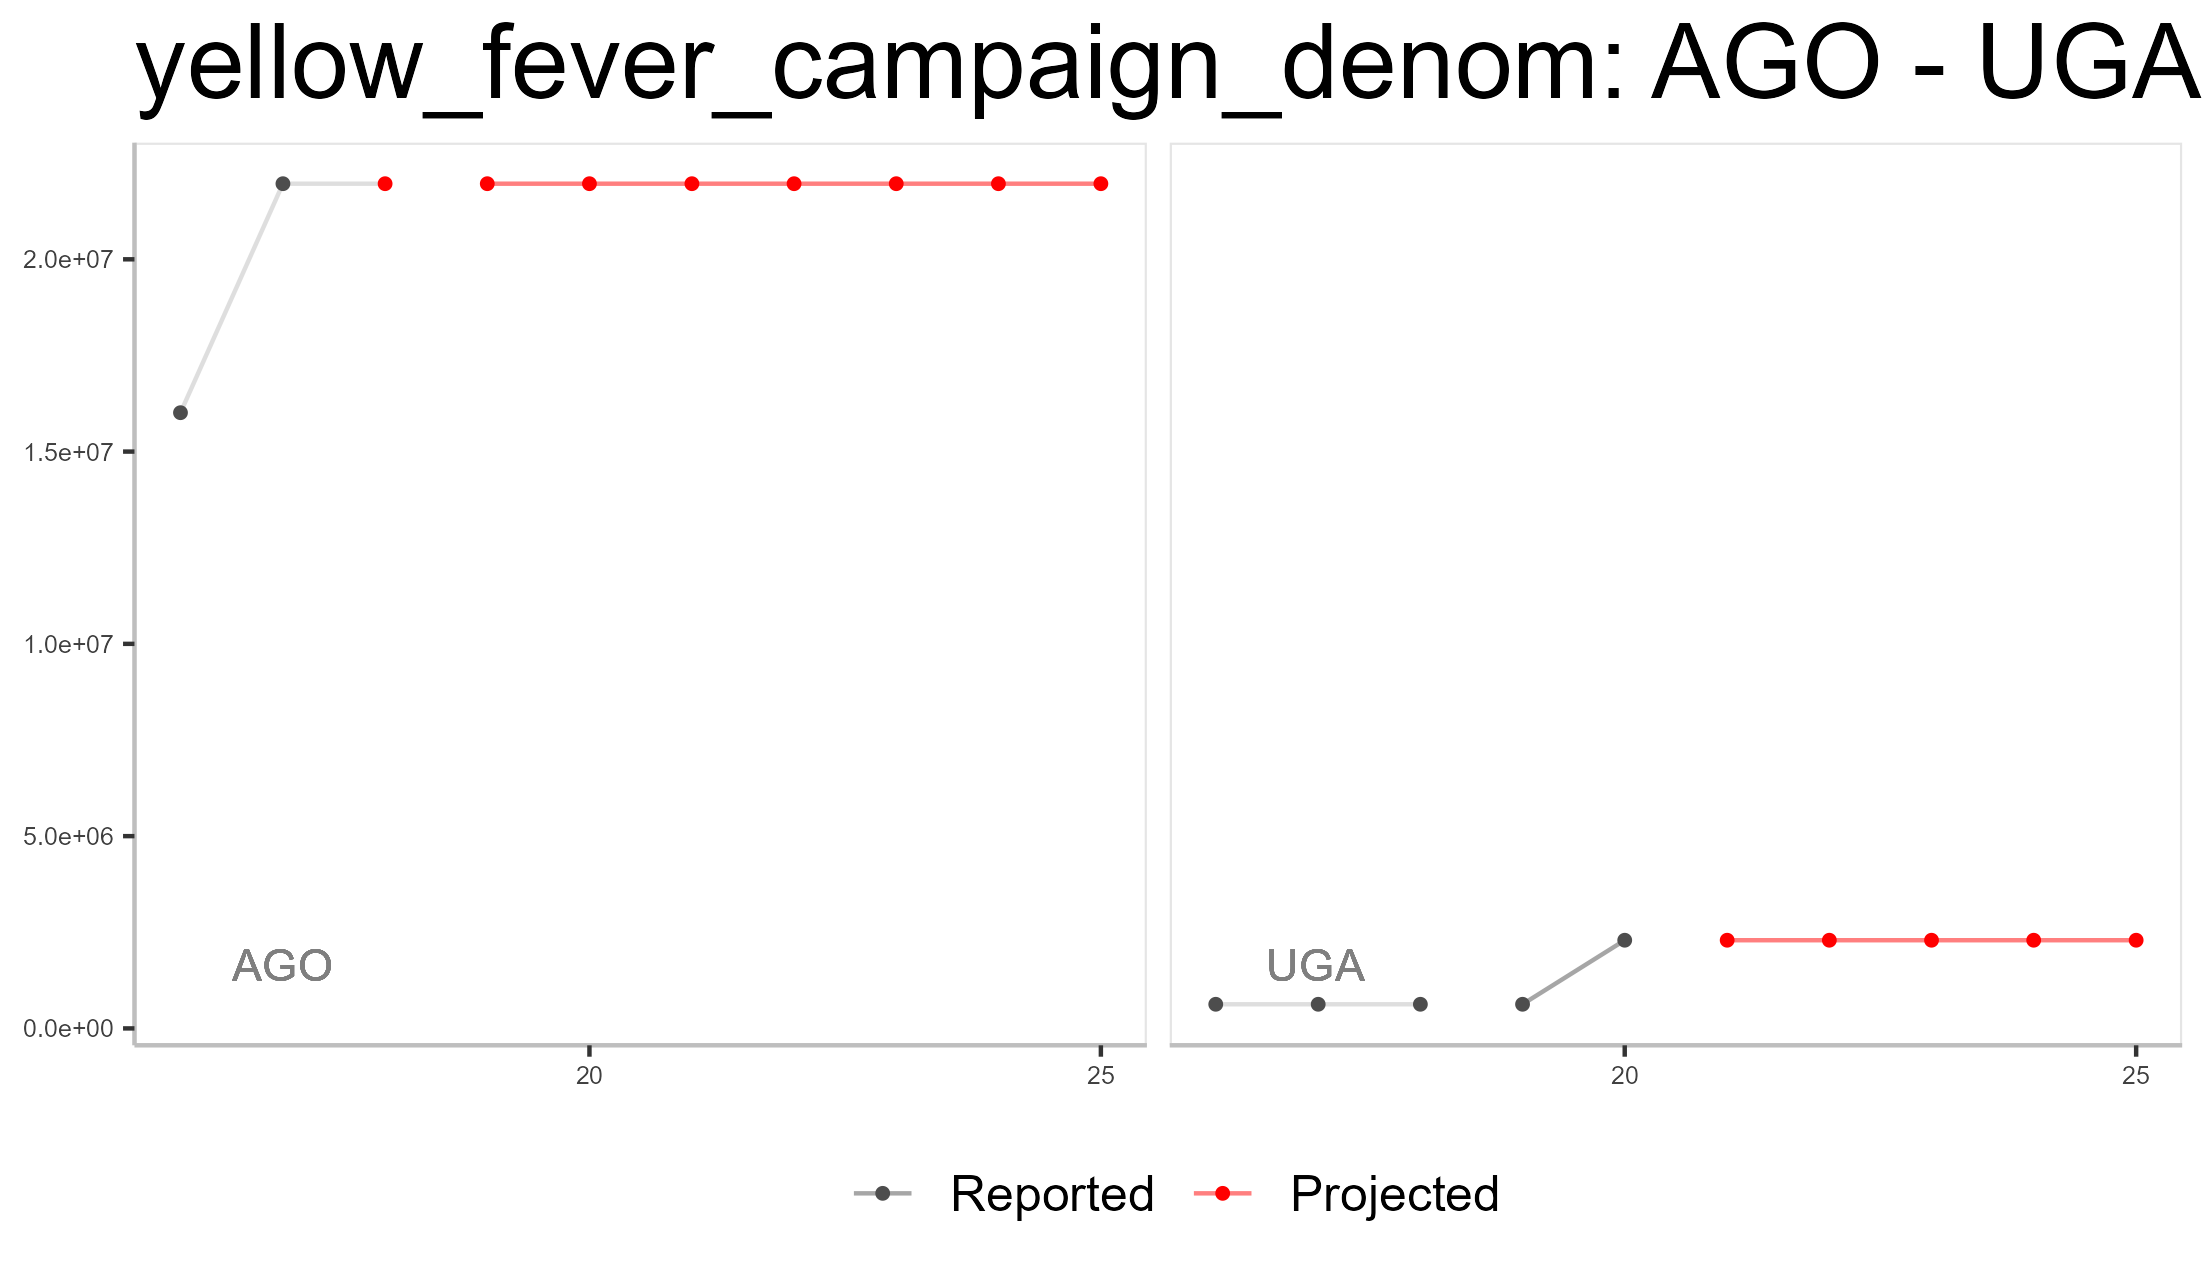 yellow_fever_campaign_denom: AGO - UGA
2.0e+07
1.5e+07
1.0e+07
5.0e+06
0.0e+00
AGO
UGA
20
25
20
25
Reported
Projected